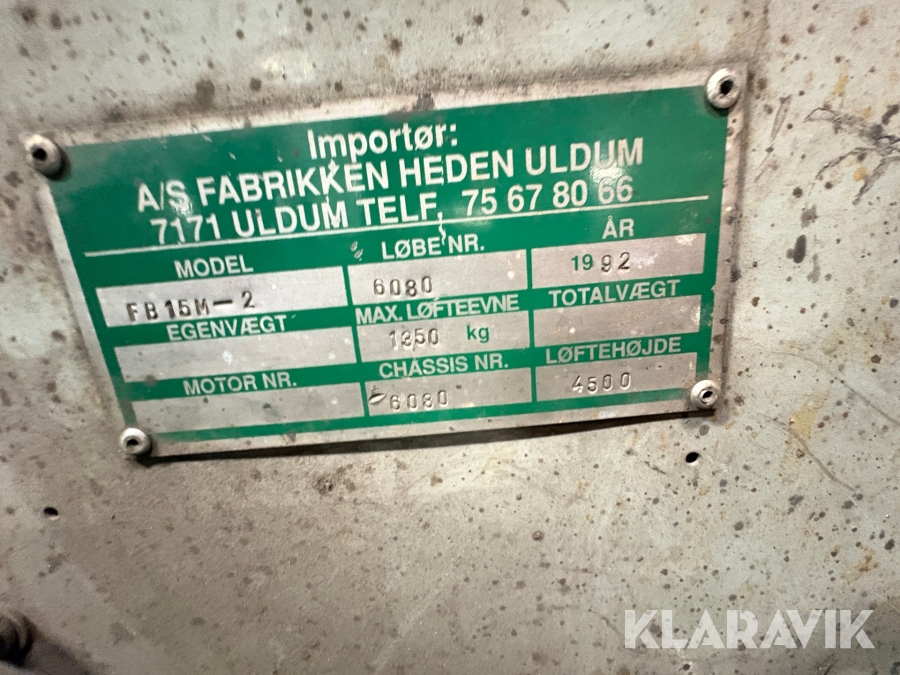 Importør:
A/S FABRIKKEN HEDEN ULDUM
7171 ULDUM TELF. 75 67 80 66
MODEL LØBE NR. ÅR
FB15M-2 6080 1992
EGENVÆGT MAX. LØFTEEVNE TOTALVÆGT
1350 kg
MOTOR NR. CHASSIS NR. LØFTEHØJDE
6080 4500
KLARAVIK